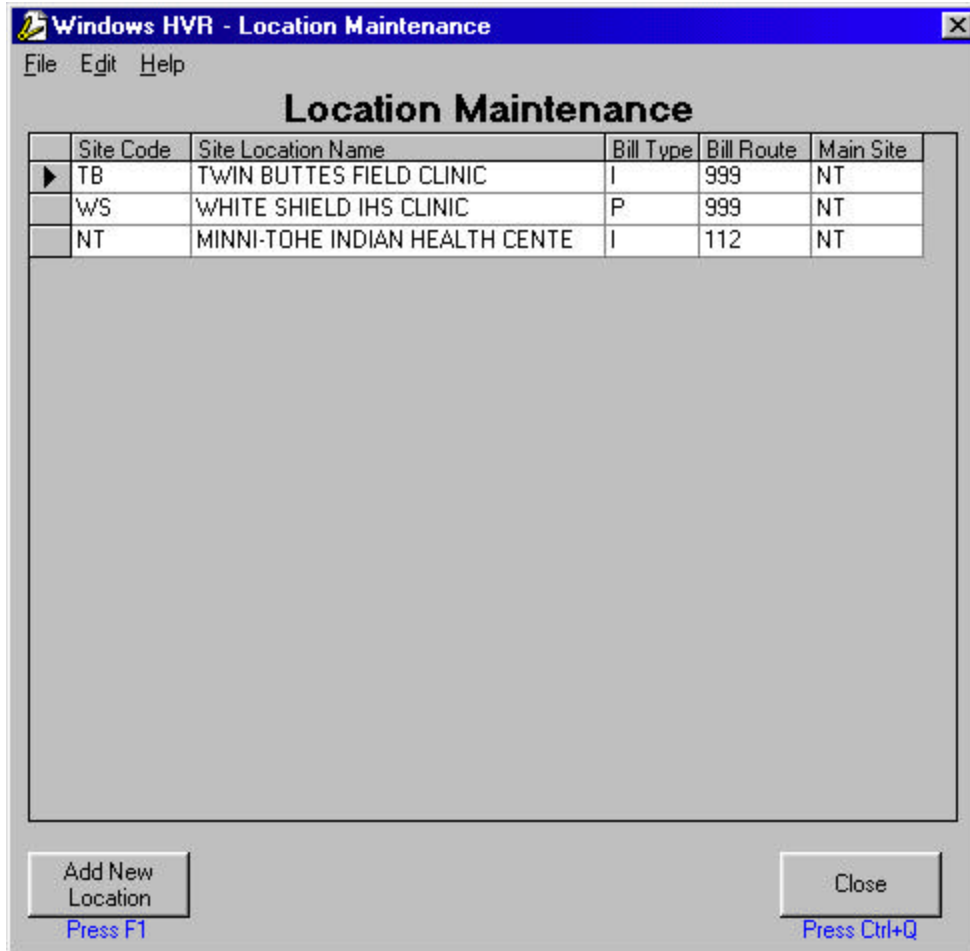 Windows HVR - Location Maintenance
File Edit Help
Location Maintenance
Site Code Site Location Name Bill Type Bill Route Main Site
TB TWIN BUTTES FIELD CLINIC I 999 NT
WS WHITE SHIELD IHS CLINIC P 999 NT
NT MINNI-TOHE INDIAN HEALTH CENTE I 112 NT
Add New
Location
Close
Press F1
Press Ctrl+Q